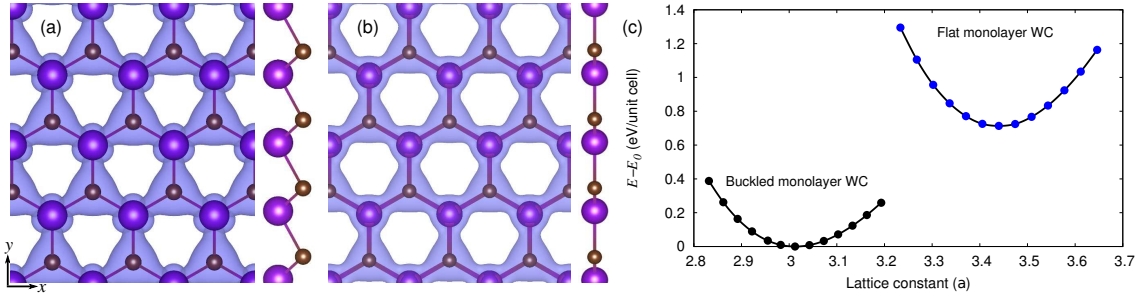 (a)
(b)
(c)
y
x
E−E0 (eV/unit cell)
1.4
1.2
1
0.8
0.6
0.4
0.2
0
Flat monolayer WC
Buckled monolayer WC
2.8 2.9 3 3.1 3.2 3.3 3.4 3.5 3.6 3.7
Lattice constant (a)